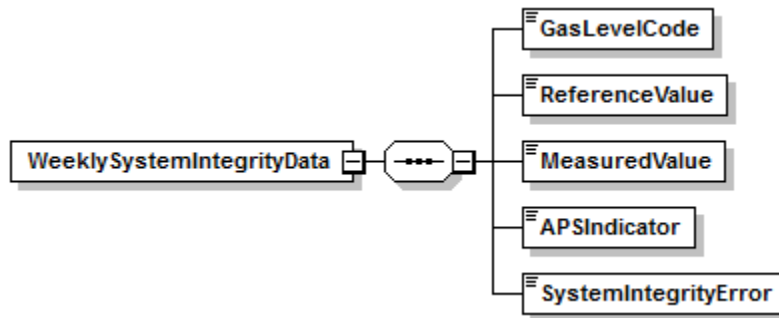 GasLevelCode
ReferenceValue
WeeklySystemIntegrityData
MeasuredValue
APSIndicator
SystemIntegrityError